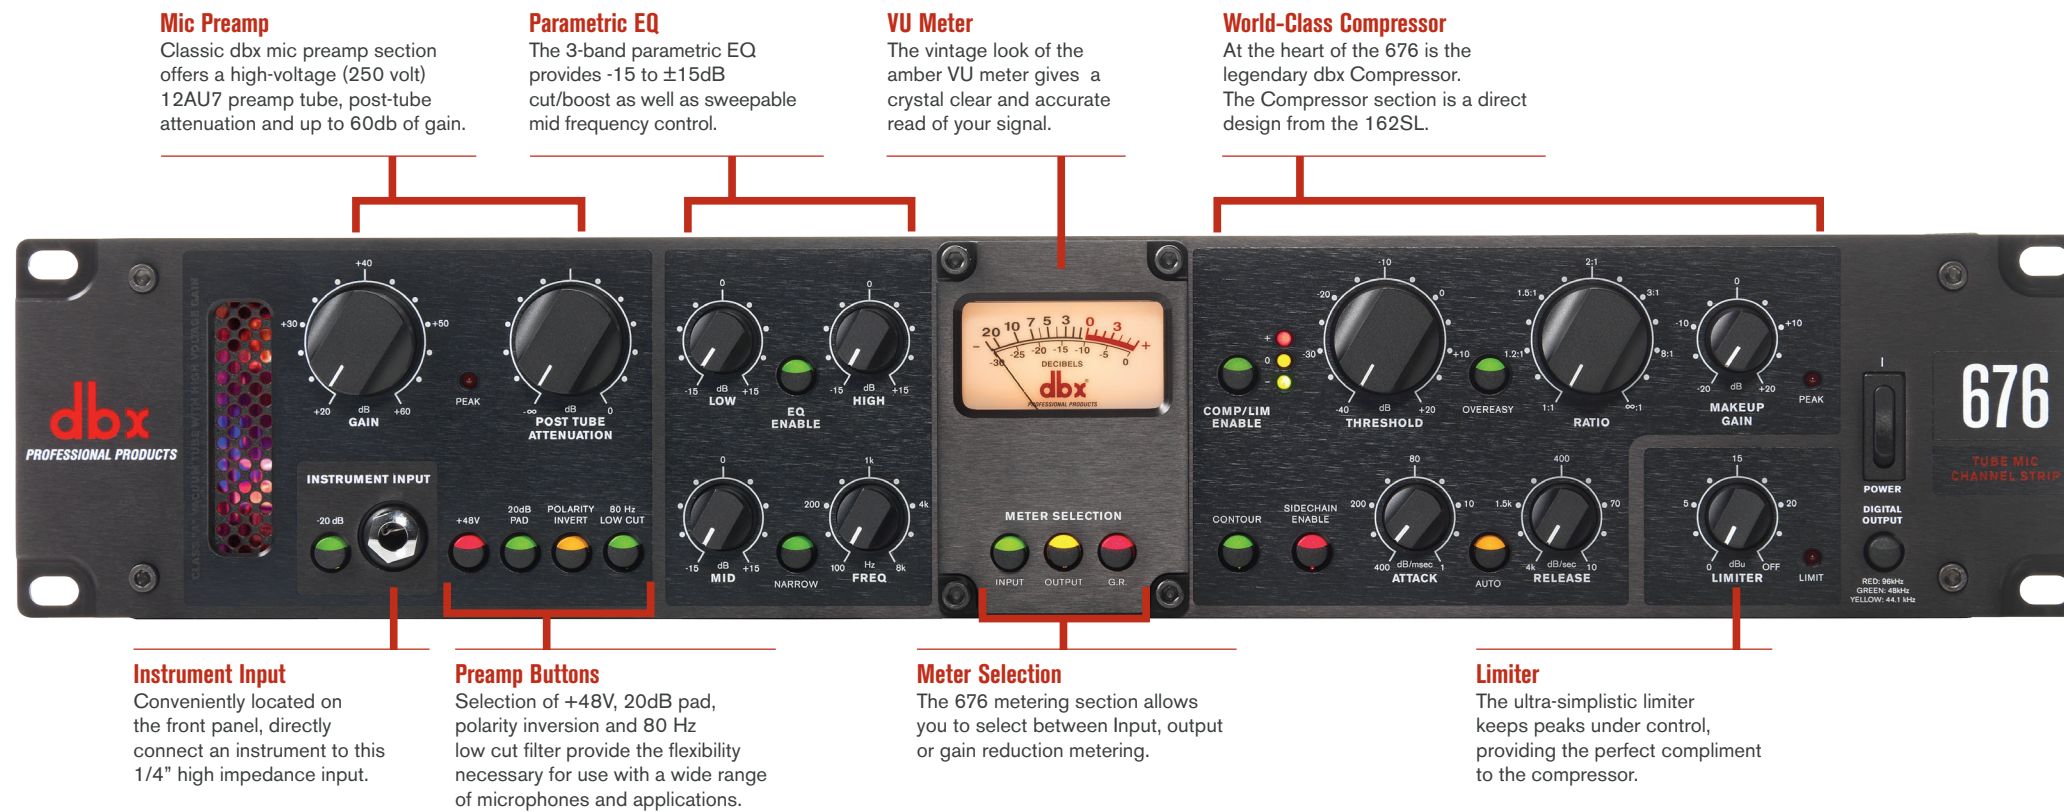 Mic Preamp
Classic dbx mic preamp section
offers a high-voltage (250 volt)
12AU7 preamp tube, post-tube
attenuation and up to 60db of gain.
Parametric EQ
The 3-band parametric EQ
provides -15 to ±15dB
cut/boost as well as sweepable
mid frequency control.
VU Meter
The vintage look of the
amber VU meter gives a
crystal clear and accurate
read of your signal.
World-Class Compressor
At the heart of the 676 is the
legendary dbx Compressor.
The Compressor section is a direct
design from the 162SL.
dbx
PROFESSIONAL PRODUCTS
+40
+30
+50
+20
dB
+60
GAIN
PEAK
-∞
dB
0
POST TUBE
ATTENUATION
INSTRUMENT INPUT
-20 dB
+48V
20dB
PAD
POLARITY
INVERT
80 Hz
LOW CUT
0
-15
dB
+15
LOW
EQ
ENABLE
0
-15
dB
+15
HIGH
0
-15
dB
+15
MID
NARROW
1k
200
4k
100
Hz
8k
FREQ
20 10 7 5 3 0 3
- +
-30 -25 -20 -15 -10 -5 0
DECIBELS
dbx
PROFESSIONAL PRODUCTS
METER SELECTION
INPUT
OUTPUT
G.R.
COMP/LIM
ENABLE
+
0
-
-10
-20
0
-30
+10
-40
dB
+20
THRESHOLD
OVEREASY
2:1
1.5:1
3:1
1.2:1
8:1
1:1
∞:1
RATIO
0
-10
+10
-20
dB
+20
MAKEUP
GAIN
PEAK
CONTOUR
SIDECHAIN
ENABLE
80
200
10
400
dB/msec
1
ATTACK
AUTO
400
1.5k
70
4k
dB/sec
10
RELEASE
15
5
20
0
dBu
OFF
LIMITER
LIMIT
I
POWER
DIGITAL
OUTPUT
RED: 96kHz
GREEN: 48kHz
YELLOW: 44.1 kHz
676
TUBE MIC
CHANNEL STRIP
Instrument Input
Conveniently located on
the front panel, directly
connect an instrument to this
1/4” high impedance input.
Preamp Buttons
Selection of +48V, 20dB pad,
polarity inversion and 80 Hz
low cut filter provide the flexibility
necessary for use with a wide range
of microphones and applications.
Meter Selection
The 676 metering section allows
you to select between Input, output
or gain reduction metering.
Limiter
The ultra-simplistic limiter
keeps peaks under control,
providing the perfect compliment
to the compressor.